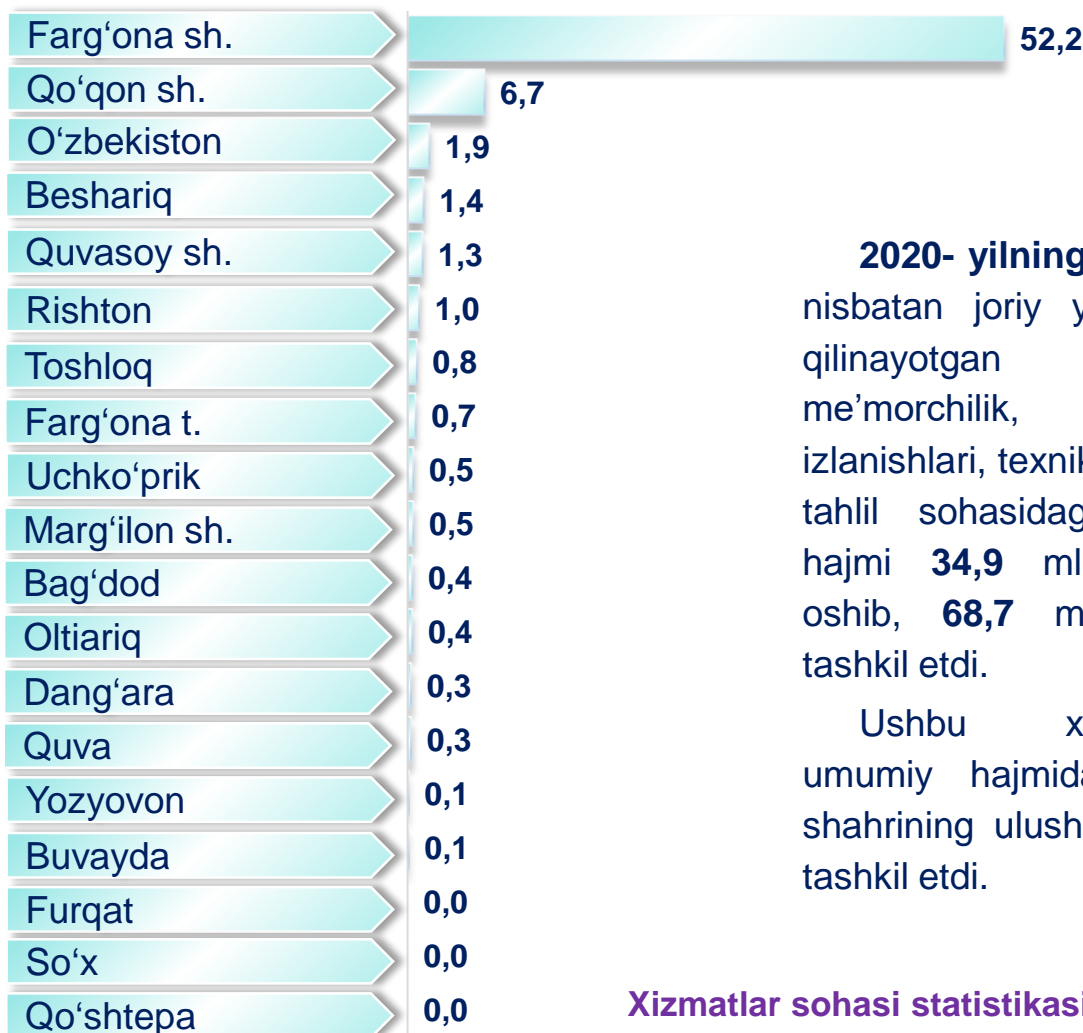 Farg‘ona sh. 52,2
Qo‘qon sh. 6,7
O‘zbekiston 1,9
Beshariq 1,4
Quvasoy sh. 1,3
Rishton 1,0
Toshloq 0,8
Farg‘ona t. 0,7
Uchko‘prik 0,5
Marg‘ilon sh. 0,5
Bag‘dod 0,4
Oltiariq 0,4
Dang‘ara 0,3
Quva 0,3
Yozyovon 0,1
Buvayda 0,1
Furqat 0,0
So‘x 0,0
Qo‘shtepa 0,0
2020- yilning
nisbatan joriy y
qilinayotgan
me’morchilik,
izlanishlari, texnik
tahlil sohasidag
hajmi 34,9 ml
oshib, 68,7 m
tashkil etdi.
Ushbu x
umumiy hajmida
shahrining ulush
tashkil etdi.
Xizmatlar sohasi statistikasi